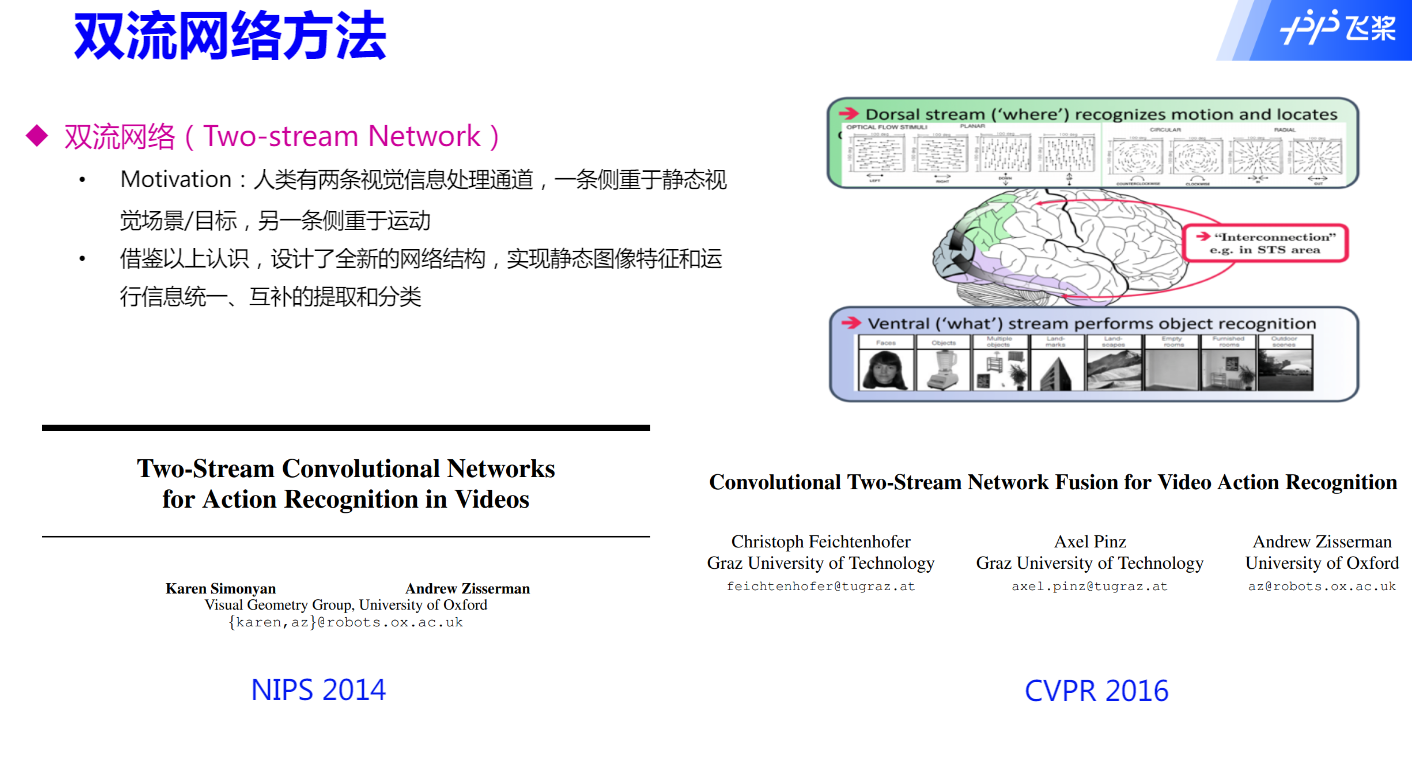 双流网络方法
飞桨
◆ 双流网络（Two-stream Network）
• Motivation：人类有两条视觉信息处理通道，一条侧重于静态视
觉场景/目标，另一条侧重于运动
• 借鉴以上认识，设计了全新的网络结构，实现静态图像特征和运
行信息统一、互补的提取和分类
Dorsal stream (‘where’) recognizes motion and locates
OPTICAL FLOW STIMULI PLANAR CIRCULAR RADIAL
LEFT RIGHT DOWN UP COUNTERCLOCKWISE CLOCKWISE IN OUT
“Interconnection”
e.g. in STS area
Ventral (‘what’) stream performs object recognition
Faces Objects Multiple objects Land-marks Land-scapes Empty rooms Furnished rooms Outdoor scenes
Two-Stream Convolutional Networks
for Action Recognition in Videos
Karen Simonyan Andrew Zisserman
Visual Geometry Group, University of Oxford
{karen,az}@robots.ox.ac.uk
NIPS 2014
Convolutional Two-Stream Network Fusion for Video Action Recognition
Christoph Feichtenhofer Axel Pinz Andrew Zisserman
Graz University of Technology Graz University of Technology University of Oxford
feichtenhofer@tugraz.at axel.pinz@tugraz.at az@robots.ox.ac.uk
CVPR 2016